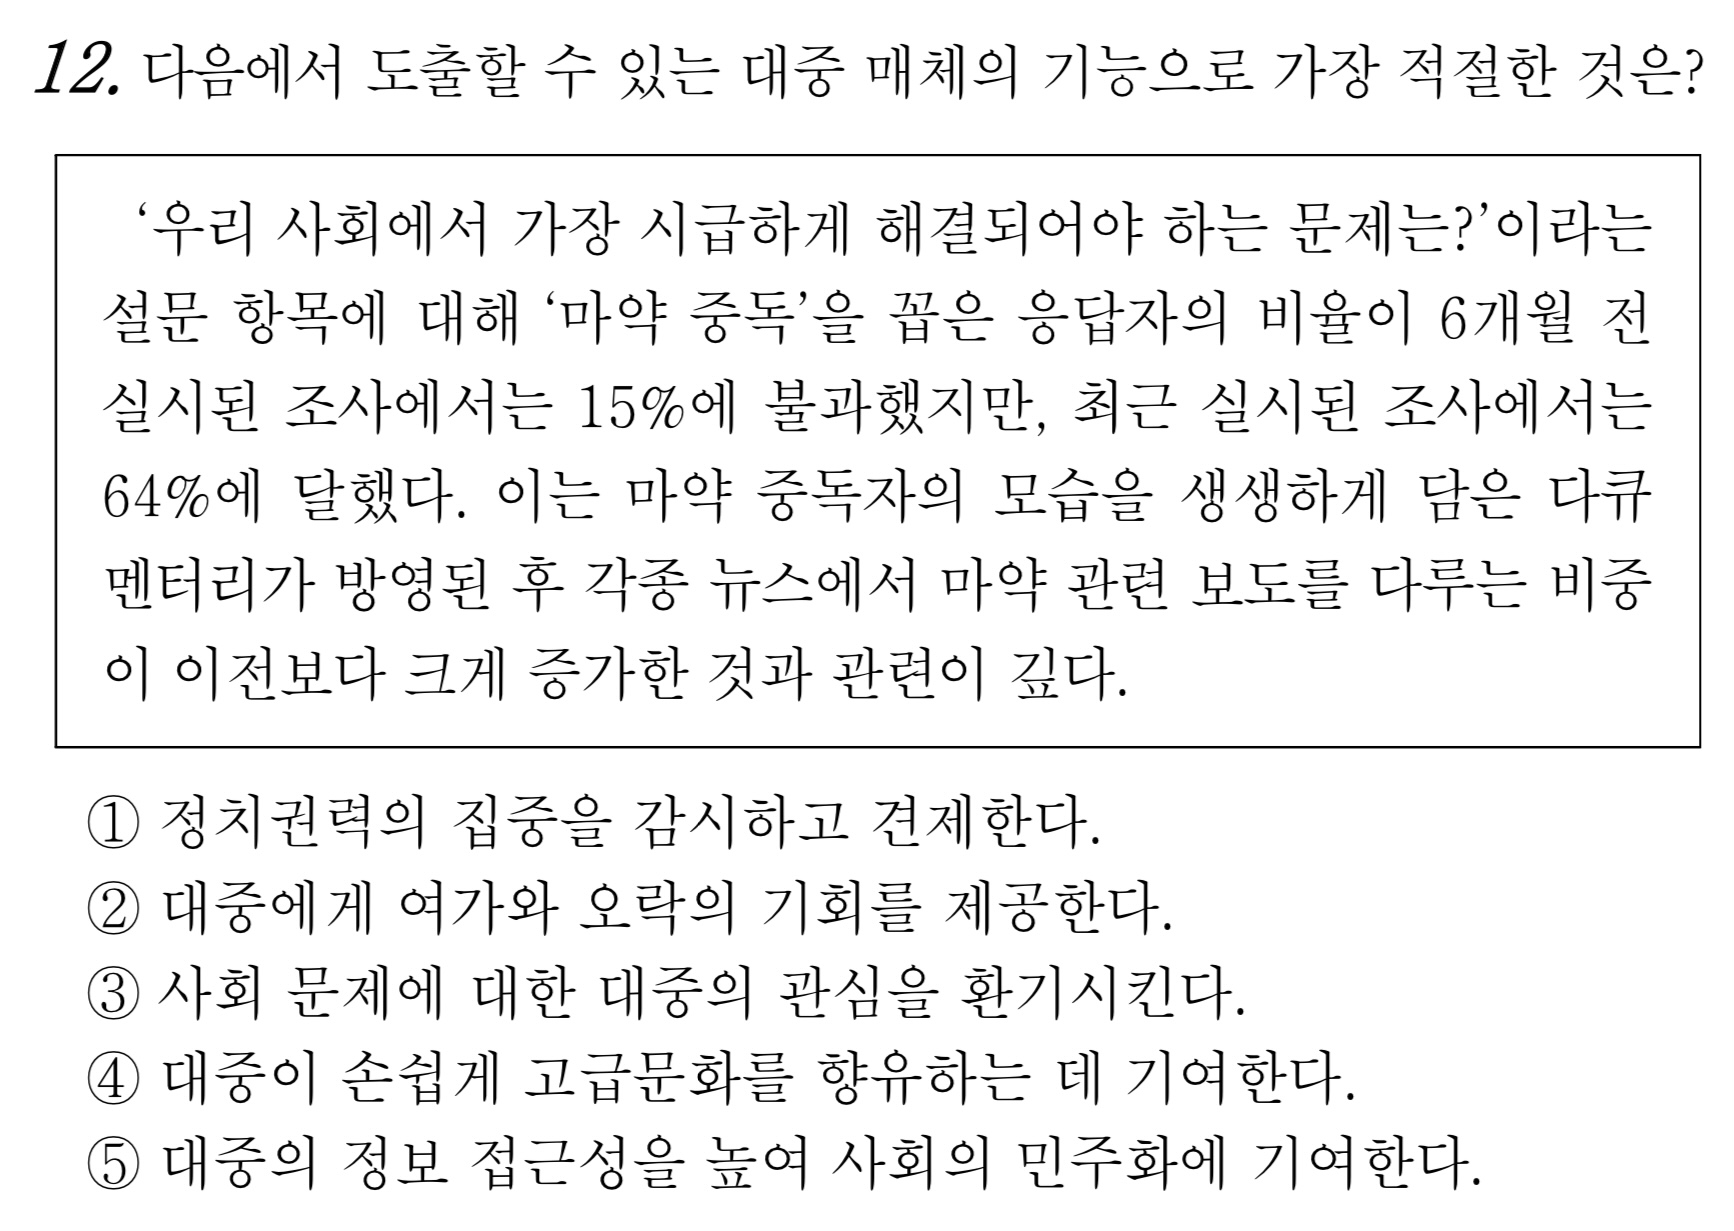 12. 다음에서 도출할 수 있는 대중 매체의 기능으로 가장 적절한 것은?
‘우리 사회에서 가장 시급하게 해결되어야 하는 문제는?’이라는
설문 항목에 대해 ‘마약 중독’을 꼽은 응답자의 비율이 6개월 전
실시된 조사에서는 15%에 불과했지만, 최근 실시된 조사에서는
64%에 달했다. 이는 마약 중독자의 모습을 생생하게 담은 다큐
멘터리가 방영된 후 각종 뉴스에서 마약 관련 보도를 다루는 비중
이 이전보다 크게 증가한 것과 관련이 깊다.
① 정치권력의 집중을 감시하고 견제한다.
② 대중에게 여가와 오락의 기회를 제공한다.
③ 사회 문제에 대한 대중의 관심을 환기시킨다.
④ 대중이 손쉽게 고급문화를 향유하는 데 기여한다.
⑤ 대중의 정보 접근성을 높여 사회의 민주화에 기여한다.